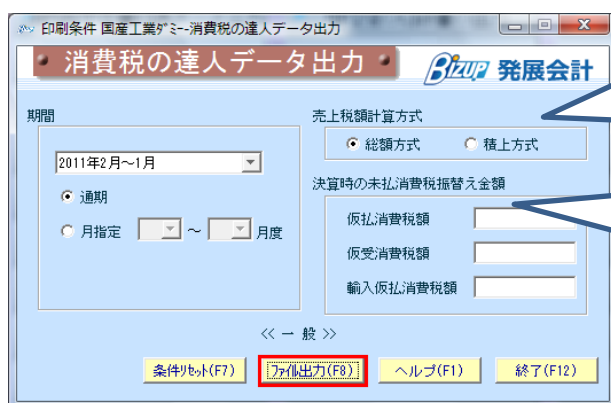 印刷条件 国産工業ﾀﾞﾐｰ-消費税の達人データ出力
消費税の達人データ出力
BIZUP 発展会計
期間
2011年2月～1月
通期
月指定 ～ 月度
売上税額計算方式
総額方式 積上方式
決算時の未払消費税振替え金額
仮払消費税額
仮受消費税額
輸入仮払消費税額
≪ 一 般 ≫
条件ﾘｾｯﾄ(F7) ﾌｧｲﾙ出力(F8) ヘルプ(F1) 終了(F12)